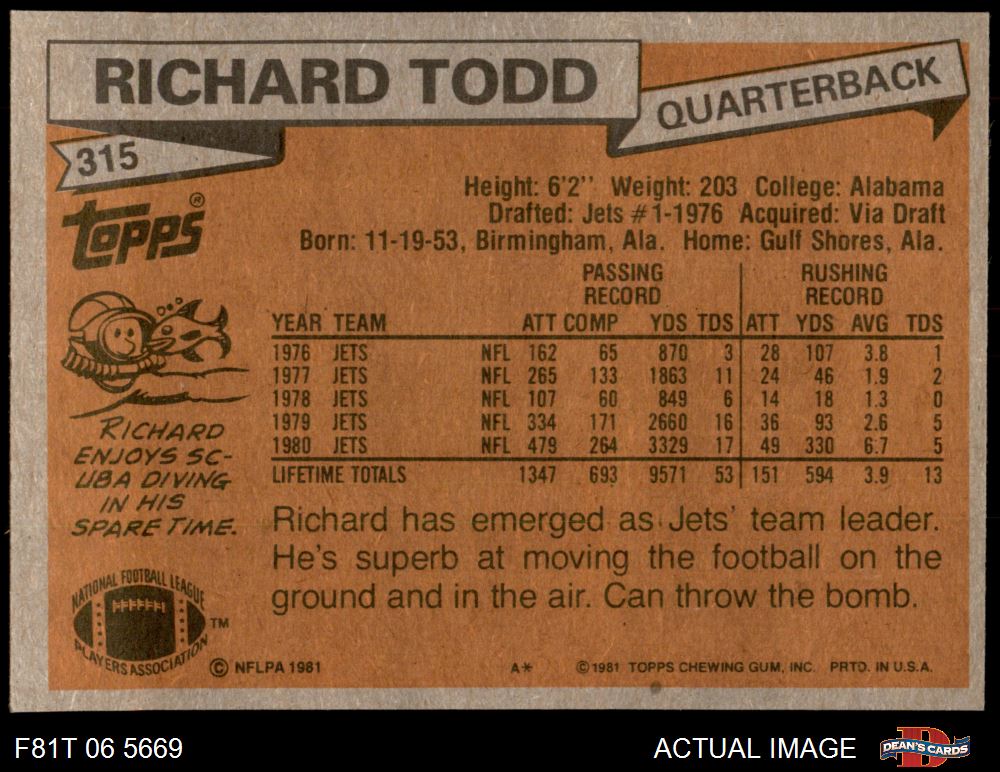 RICHARD TODD
QUARTERBACK
315
Topps®
Height: 6'2'' Weight: 203 College: Alabama
Drafted: Jets #1-1976 Acquired: Via Draft
Born: 11-19-53, Birmingham, Ala. Home: Gulf Shores, Ala.
PASSING RECORD RUSHING RECORD
YEAR TEAM ATT COMP YDS TDS ATT YDS AVG TDS
1976 JETS NFL 162 65 870 3 28 107 3.8 1
1977 JETS NFL 265 133 1863 11 24 46 1.9 2
1978 JETS NFL 107 60 849 6 14 18 1.3 0
1979 JETS NFL 334 171 2660 16 36 93 2.6 5
1980 JETS NFL 479 264 3329 17 49 330 6.7 5
LIFETIME TOTALS 1347 693 9571 53 151 594 3.9 13
RICHARD
ENJOYS SC-
UBA DIVING
IN HIS
SPARE TIME.
Richard has emerged as Jets' team leader.
He's superb at moving the football on the
ground and in the air. Can throw the bomb.
NATIONAL FOOTBALL LEAGUE
PLAYERS ASSOCIATION
TM
© NFLPA 1981 A* © 1981 TOPPS CHEWING GUM, INC. PRTD. IN U.S.A.
F81T 06 5669 ACTUAL IMAGE D DEAN'S CARDS